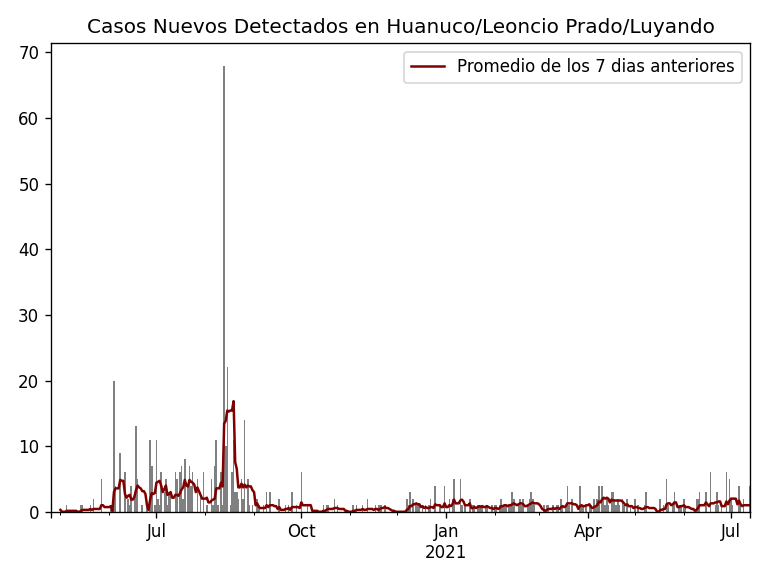 Casos Nuevos Detectados en Huanuco/Leoncio Prado/Luyando
Promedio de los 7 dias anteriores
70
60
50
40
30
20
10
0
Jul
Oct
Jan
2021
Apr
Jul